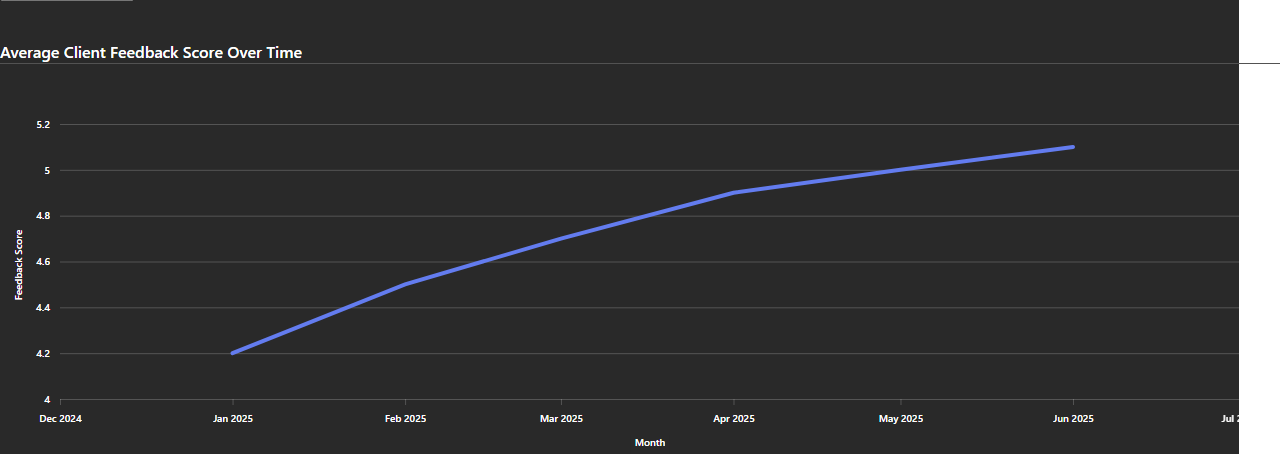 Average Client Feedback Score Over Time
5.2
5
4.8
4.6
4.4
4.2
4
Feedback Score
Dec 2024 Jan 2025 Feb 2025 Mar 2025 Apr 2025 May 2025 Jun 2025 Jul
Month